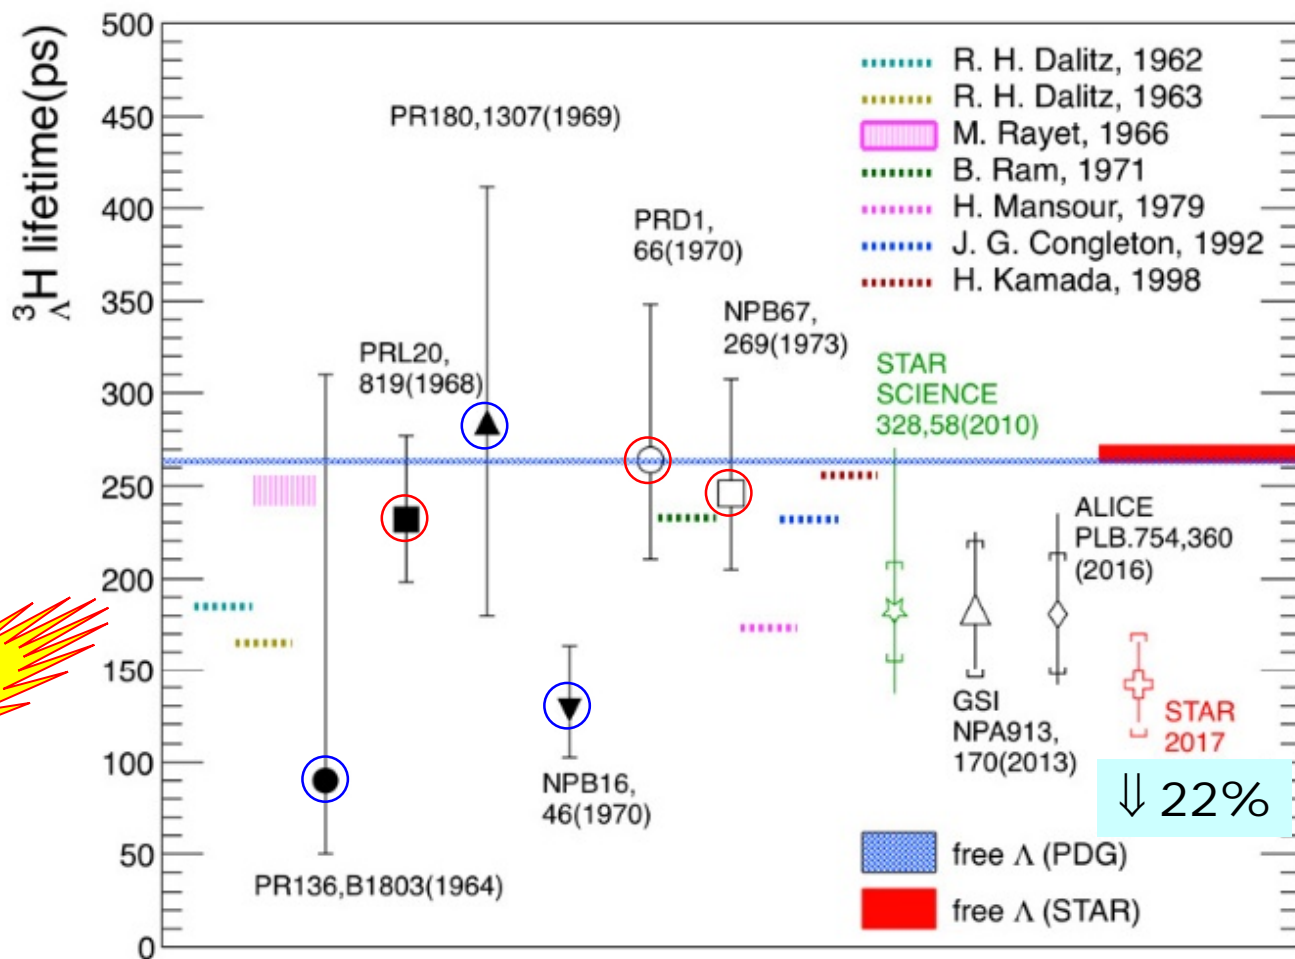 ³ΛH lifetime(ps)
500
450
400
350
300
250
200
150
100
50
0
PR180,1307(1969)
R. H. Dalitz, 1962
R. H. Dalitz, 1963
M. Rayet, 1966
B. Ram, 1971
H. Mansour, 1979
J. G. Congleton, 1992
H. Kamada, 1998
PRD1,
66(1970)
NPB67,
269(1973)
PRL20,
819(1968)
STAR
SCIENCE
328,58(2010)
ALICE
PLB.754,360
(2016)
GSI
NPA913,
170(2013)
STAR
2017
⇓ 22%
NPB16,
46(1970)
PR136,B1803(1964)
free Λ (PDG)
free Λ (STAR)